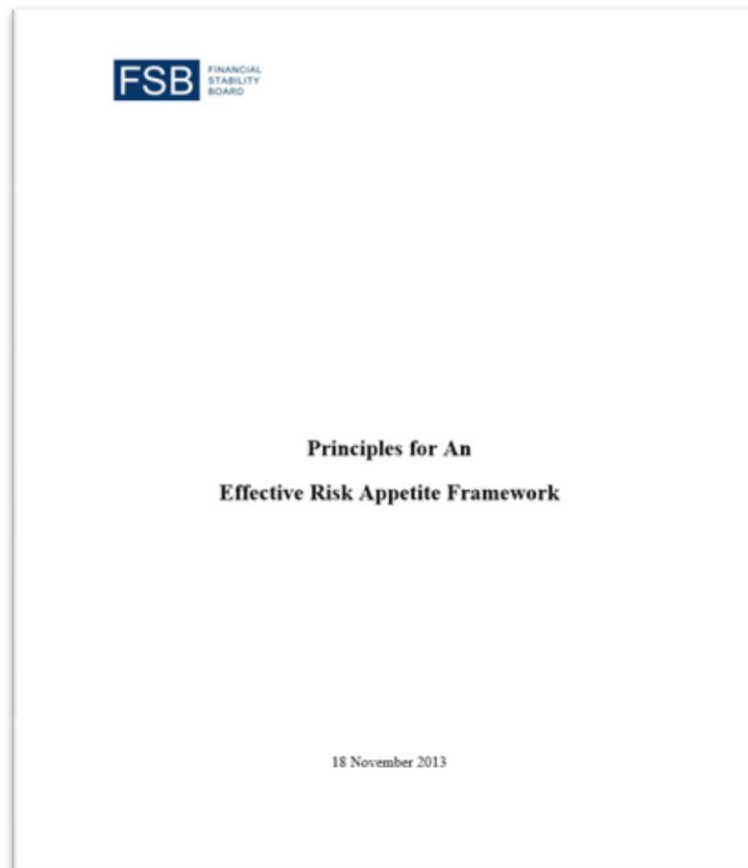 FSB
FINANCIAL
STABILITY
BOARD
Principles for An
Effective Risk Appetite Framework
18 November 2013